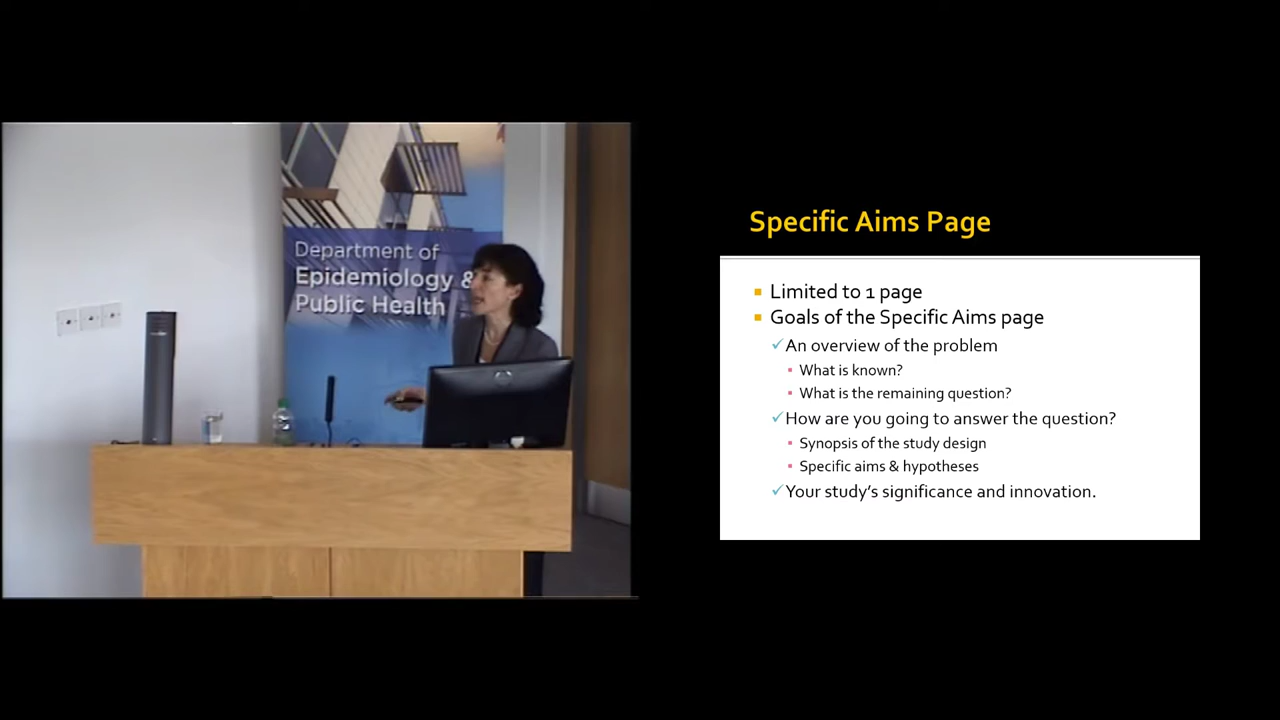 Department of
Epidemiology &
Public Health
Specific Aims Page
Limited to 1 page
Goals of the Specific Aims page
An overview of the problem
What is known?
What is the remaining question?
How are you going to answer the question?
Synopsis of the study design
Specific aims & hypotheses
Your study's significance and innovation.